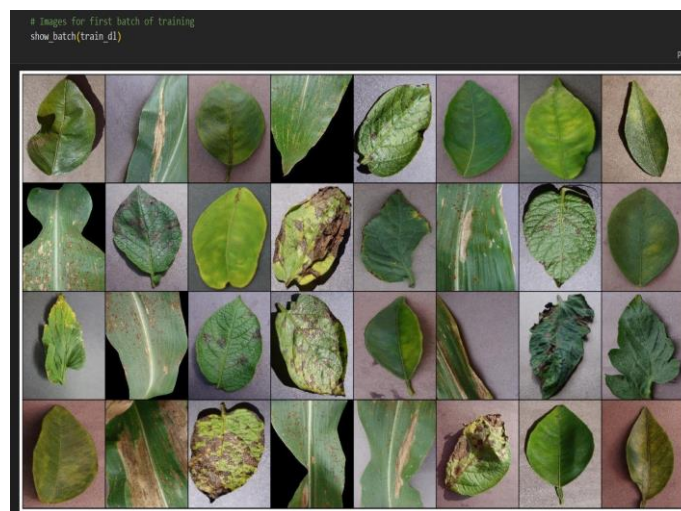 # Images for first batch of training
show_batch(train_dl)